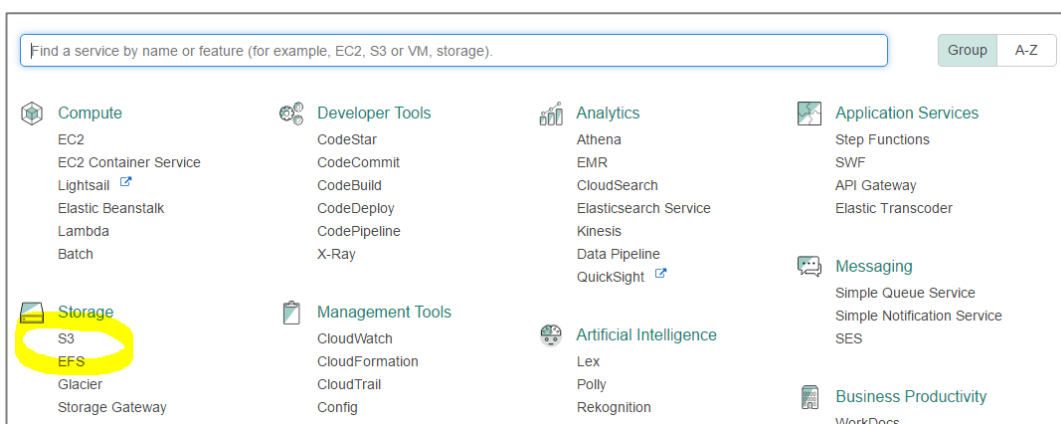 Find a service by name or feature (for example, EC2, S3 or VM, storage).
Group
A-Z
Compute
EC2
EC2 Container Service
Lightsail
Elastic Beanstalk
Lambda
Batch
Storage
S3
EFS
Glacier
Storage Gateway
Developer Tools
CodeStar
CodeCommit
CodeBuild
CodeDeploy
CodePipeline
X-Ray
Management Tools
CloudWatch
CloudFormation
CloudTrail
Config
Analytics
Athena
EMR
CloudSearch
Elasticsearch Service
Kinesis
Data Pipeline
QuickSight
Artificial Intelligence
Lex
Polly
Rekognition
Application Services
Step Functions
SWF
API Gateway
Elastic Transcoder
Messaging
Simple Queue Service
Simple Notification Service
SES
Business Productivity
WorkDocs